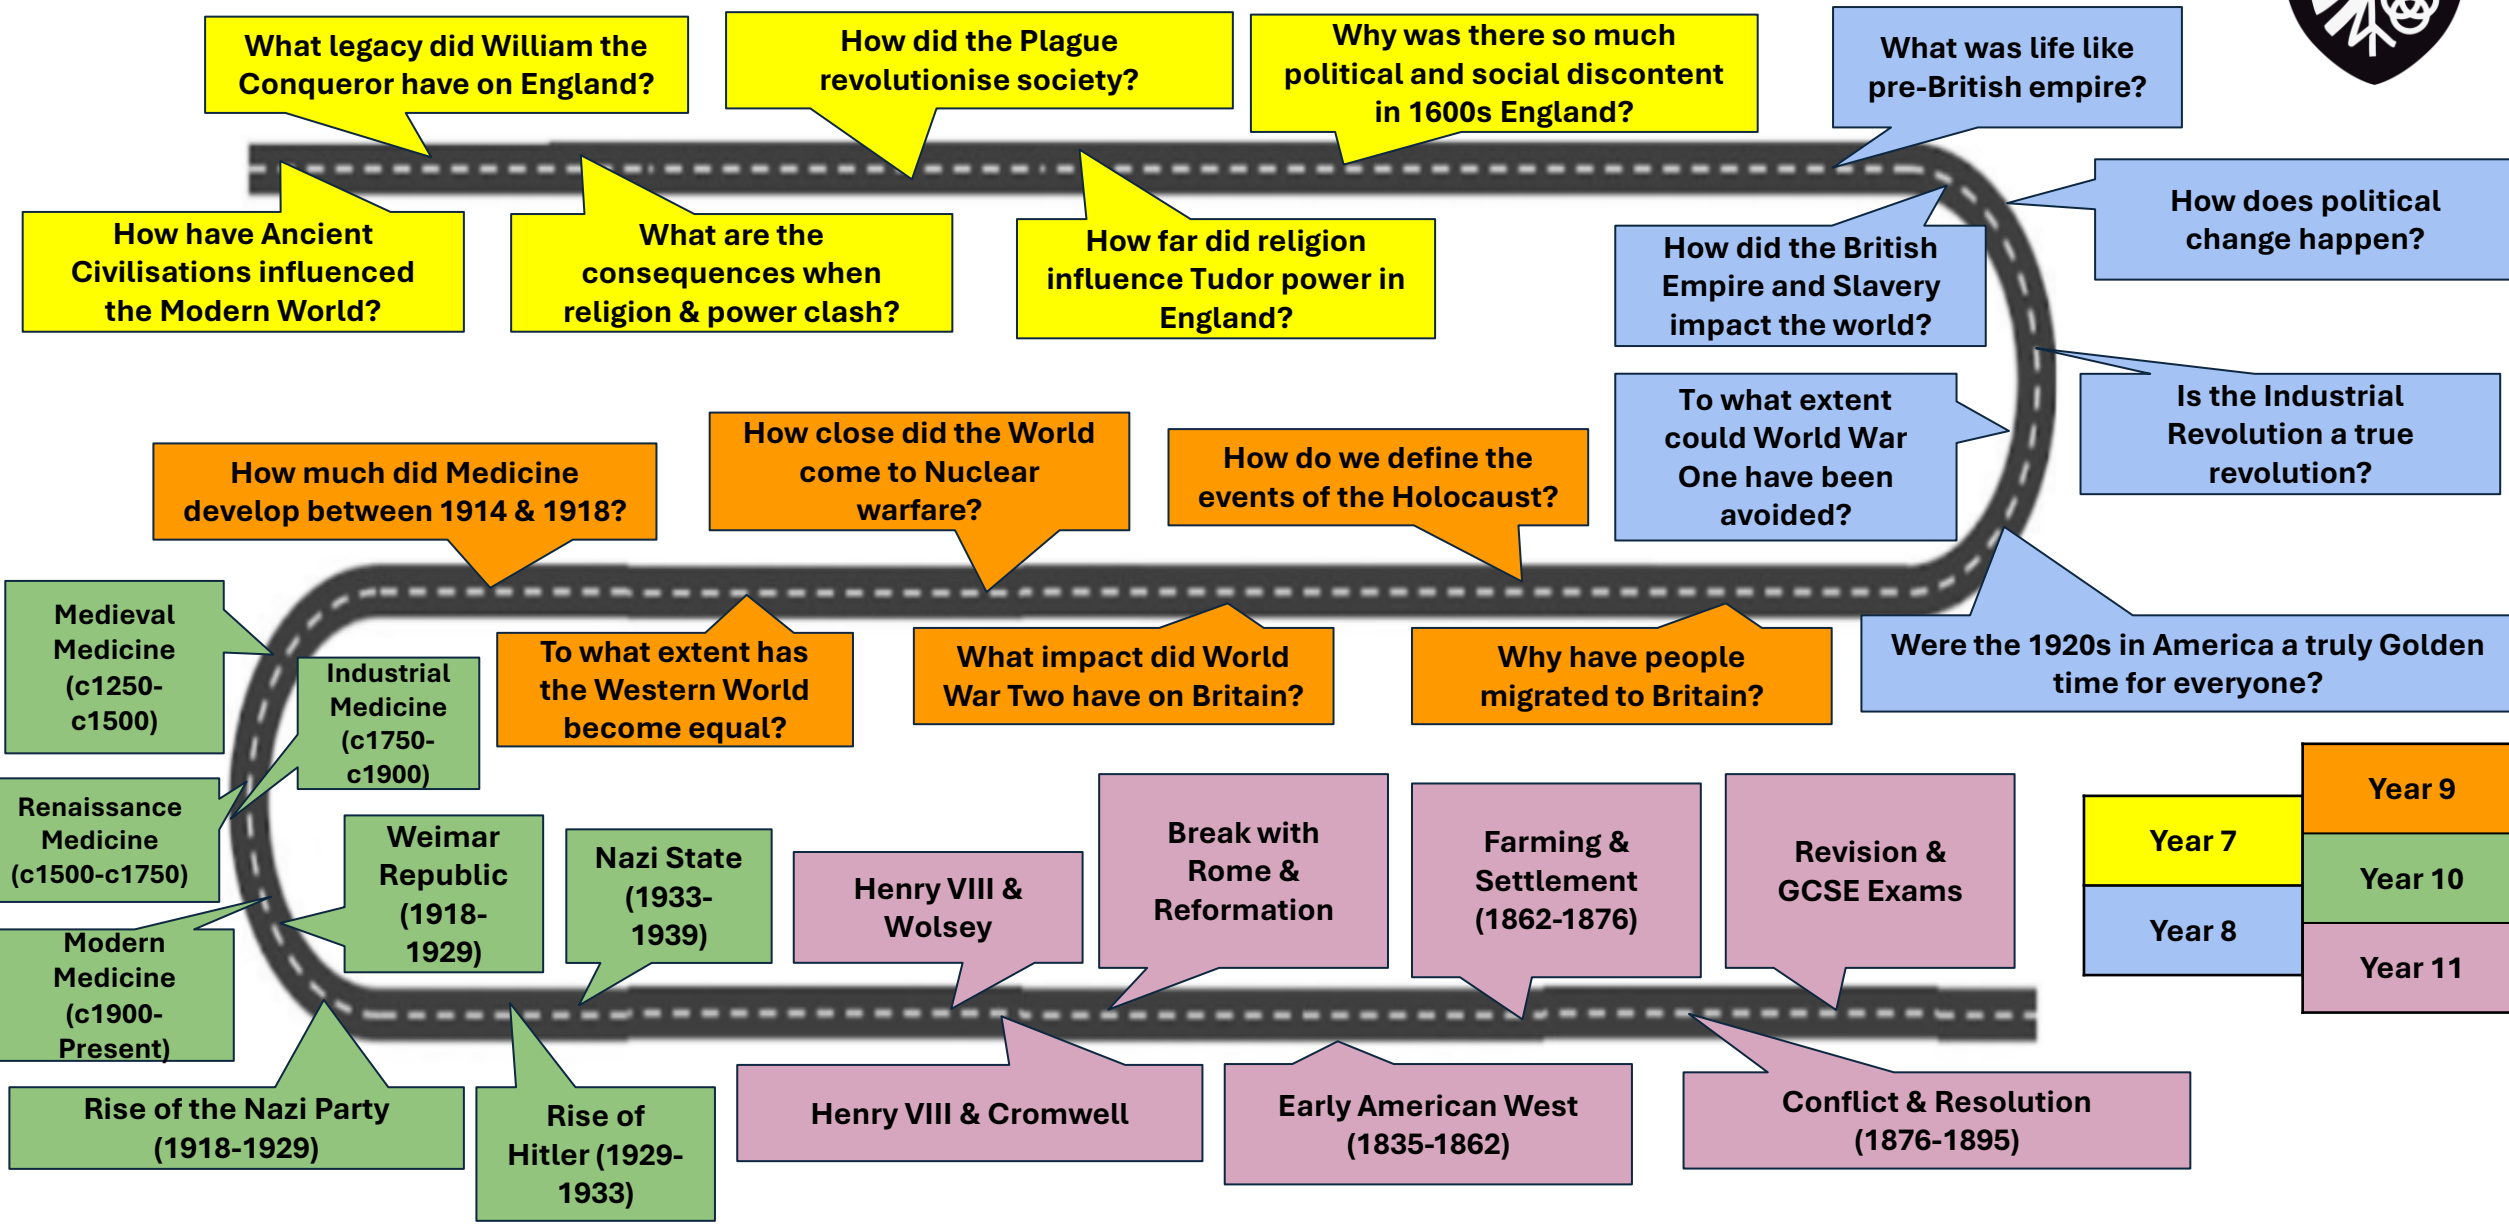 What legacy did William the
Conqueror have on England?
How did the Plague
revolutionise society?
Why was there so much
political and social discontent
in 1600s England?
What was life like
pre-British empire?
How have Ancient
Civilisations influenced
the Modern World?
What are the
consequences when
religion & power clash?
How far did religion
influence Tudor power in
England?
How did the British
Empire and Slavery
impact the world?
How does political
change happen?
To what extent
could World War
One have been
avoided?
Is the Industrial
Revolution a true
revolution?
How much did Medicine
develop between 1914 & 1918?
How close did the World
come to Nuclear
warfare?
How do we define the
events of the Holocaust?
Medieval
Medicine
(c1250-
c1500)
Industrial
Medicine
(c1750-
c1900)
To what extent has
the Western World
become equal?
What impact did World
War Two have on Britain?
Why have people
migrated to Britain?
Were the 1920s in America a truly Golden
time for everyone?
Renaissance
Medicine
(c1500-c1750)
Weimar
Republic
(1918-
1929)
Nazi State
(1933-
1939)
Henry VIII &
Wolsey
Break with
Rome &
Reformation
Farming &
Settlement
(1862-1876)
Revision &
GCSE Exams
Year 7
Year 8
Year 9
Year 10
Year 11
Modern
Medicine
(c1900-
Present)
Rise of the Nazi Party
(1918-1929)
Rise of
Hitler (1929-
1933)
Henry VIII & Cromwell
Early American West
(1835-1862)
Conflict & Resolution
(1876-1895)